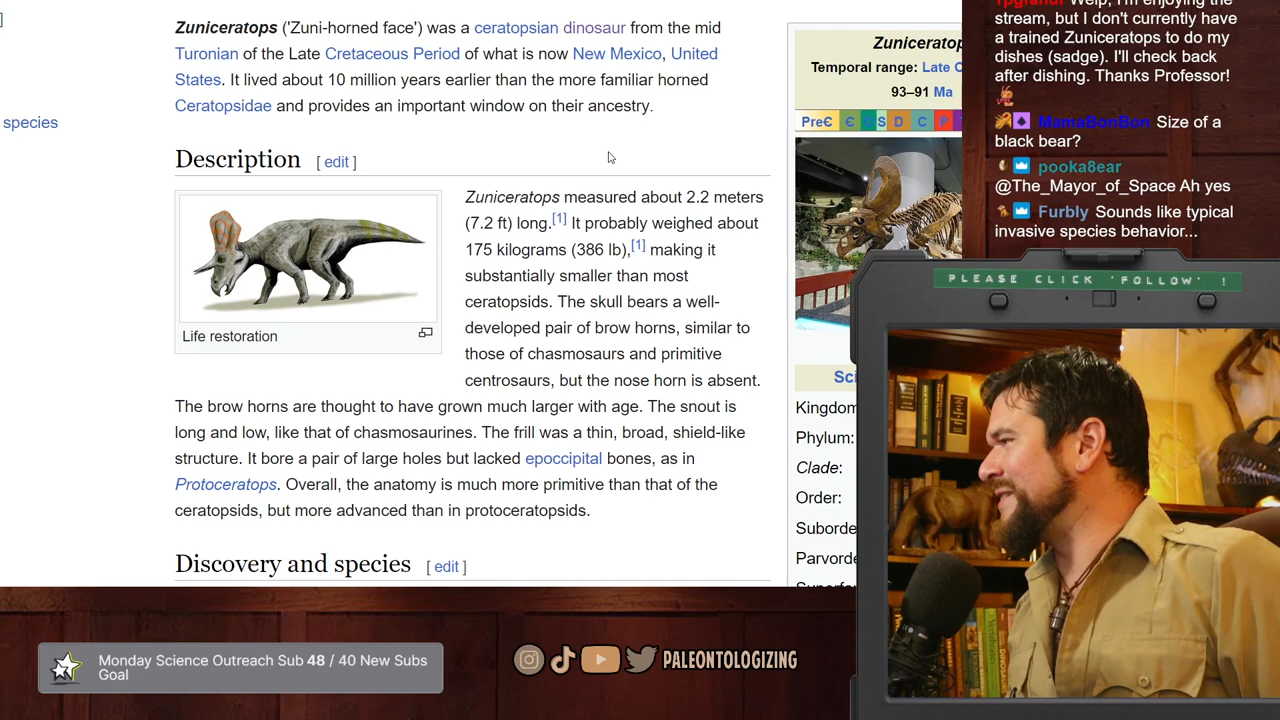 ]
species
Zuniceratops ('Zuni-horned face') was a ceratopsian dinosaur from the mid
Turonian of the Late Cretaceous Period of what is now New Mexico, United
States. It lived about 10 million years earlier than the more familiar horned
Ceratopsidae and provides an important window on their ancestry.
Description [ edit ]
Life restoration
Zuniceratops measured about 2.2 meters
(7.2 ft) long.[1] It probably weighed about
175 kilograms (386 lb),[1] making it
substantially smaller than most
ceratopsids. The skull bears a well-
developed pair of brow horns, similar to
those of chasmosaurs and primitive
centrosaurs, but the nose horn is absent.
The brow horns are thought to have grown much larger with age. The snout is
long and low, like that of chasmosaurines. The frill was a thin, broad, shield-like
structure. It bore a pair of large holes but lacked epoccipital bones, as in
Protoceratops. Overall, the anatomy is much more primitive than that of the
ceratopsids, but more advanced than in protoceratopsids.
Discovery and species [ edit ]
Zuniceratop
Temporal range: Late C
93–91 Ma
PreꞒ Ꞓ O S D C P
Sci
Kingdom
Phylum:
Clade:
Order:
Suborde
Parvorde
stream, but I don't currently have
a trained Zuniceratops to do my
dishes (sadge). I'll check back
after dishing. Thanks Professor!
MamaBonBon Size of a
black bear?
pooka8ear
@The_Mayor_of_Space Ah yes
Furbly Sounds like typical
invasive species behavior...
PLEASE CLICK 'FOLLOW' !
Monday Science Outreach Sub 48 / 40 New Subs
Goal
PALEONTOLOGIZING